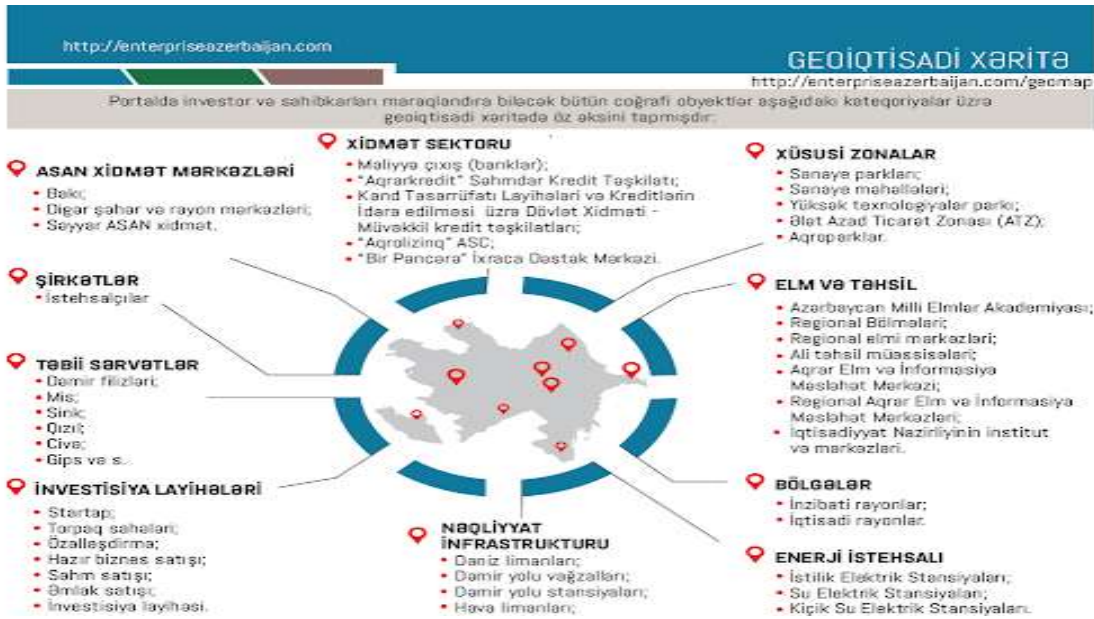 http://enterpriseazerbaijan.com
GEOİQTİSADİ XƏRİTƏ
http://enterpriseazerbaijan.com/geomap
Portalda investor və sahibkarları maraqlandıra biləcək bütün coğrafi obyektlər aşağıdakı kateqoriyalar üzrə
geoiqtisadi xəritədə öz əksini tapmışdır:
ASAN XİDMƏT MƏRKƏZLƏRİ
• Bakı;
• Digər şəhər və rayon mərkəzləri;
• Səyyar ASAN xidmət.
ŞİRKƏTLƏR
• İstehsalçılar
TƏBİİ SƏRVƏTLƏR
• Dəmir filizləri;
• Mis;
• Sink;
• Qızıl;
• Civə;
• Gips və s.
İNVESTİSİYA LAYİHƏLƏRİ
• Startap;
• Torpaq sahələri;
• Özəlləşdirmə;
• Hazır biznes satışı;
• Səhm satışı;
• Əmlak satışı;
• İnvestisiya layihəsi.
XİDMƏT SEKTORU
• Maliyyə çıxış (banklar);
• "Aqrarkredit" Səhmdar Kredit Təşkilatı;
• Kənd Təsərrüfatı Layihələri və Kreditlərin
İdarə edilməsi üzrə Dövlət Xidməti -
Müvəkkil kredit təşkilatları;
• "Aqrolizinq" ASC;
• "Bir Pəncərə" İxraca Dəstək Mərkəzi.
NƏQLİYYAT
İNFRASTRUKTURU
• Dəniz limanları;
• Dəmir yolu vağzalları;
• Dəmir yolu stansiyaları;
• Hava limanları;
XÜSUSİ ZONALAR
• Sənaye parkları;
• Sənaye məhəllələri;
• Yüksək texnologiyalar parkı;
• Ələt Azad Ticarət Zonası (ATZ);
• Aqroparklar.
ELM VƏ TƏHSİL
• Azərbaycan Milli Elmlər Akademiyası;
• Regional Bölmələri;
• Regional elmi mərkəzləri;
• Ali təhsil müəssisələri;
• Aqrar Elm və İnformasiya
Məsləhət Mərkəzi;
• Regional Aqrar Elm və İnformasiya
Məsləhət Mərkəzləri;
• İqtisadiyyat Nazirliyinin institut
və mərkəzləri.
BÖLGƏLƏR
• İnzibati rayonlar;
• İqtisadi rayonlar.
ENERJİ İSTEHSALI
• İstilik Elektrik Stansiyaları;
• Su Elektrik Stansiyaları;
• Kiçik Su Elektrik Stansiyaları.